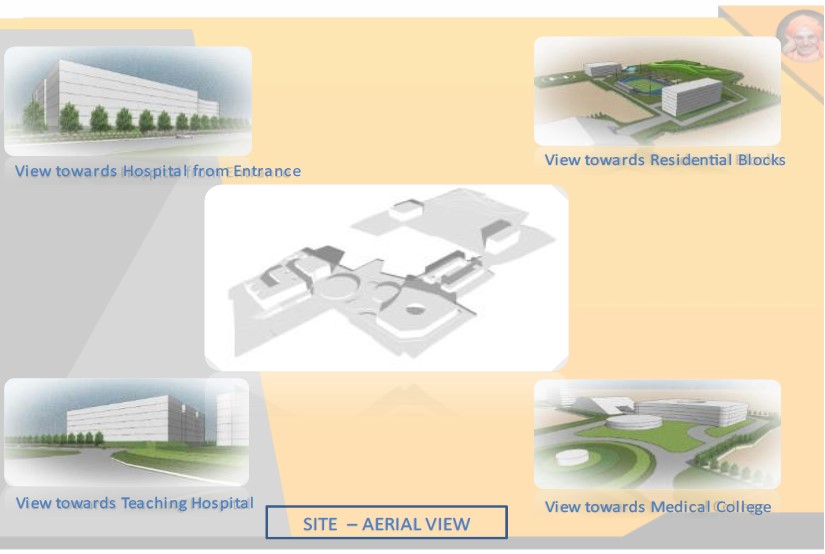 View towards Hospital from Entrance
View towards Residential Blocks
View towards Teaching Hospital
View towards Medical College
SITE – AERIAL VIEW